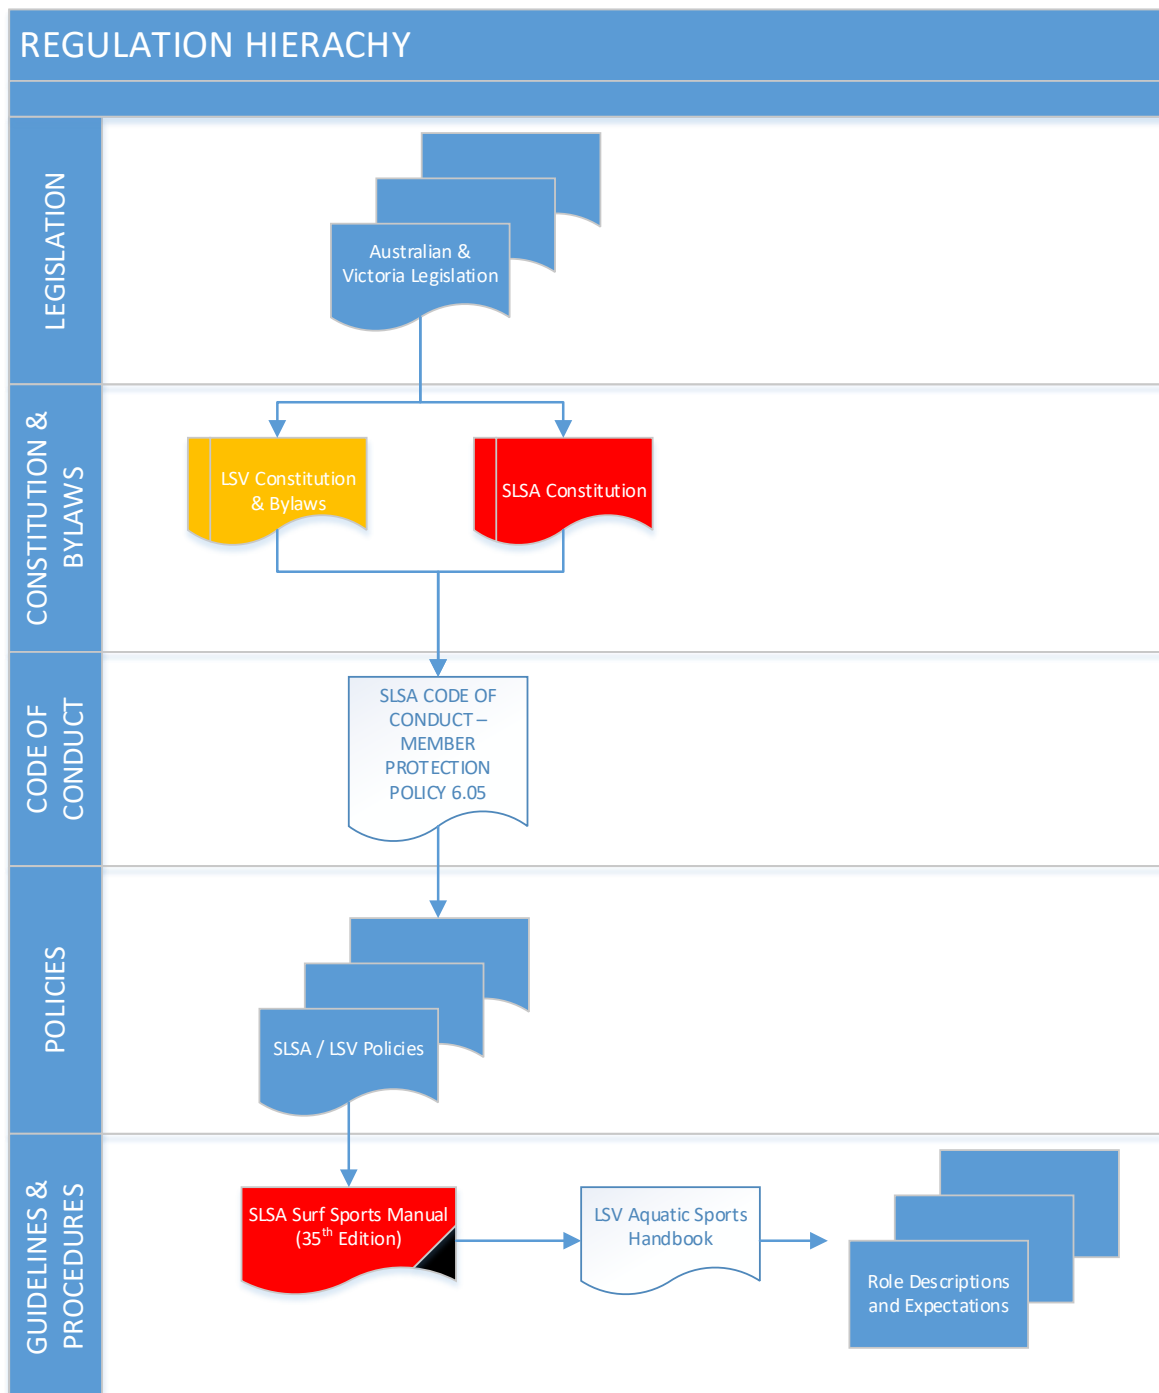 REGULATION HIERACHY
LEGISLATION
Australian &
Victoria Legislation
CONSTITUTION &
BYLAWS
LSV Constitution
& Bylaws
SLSA Constitution
CODE OF
CONDUCT
SLSA CODE OF
CONDUCT –
MEMBER
PROTECTION
POLICY 6.05
POLICIES
SLSA / LSV Policies
GUIDELINES &
PROCEDURES
SLSA Surf Sports Manual
(35th Edition)
LSV Aquatic Sports
Handbook
Role Descriptions
and Expectations